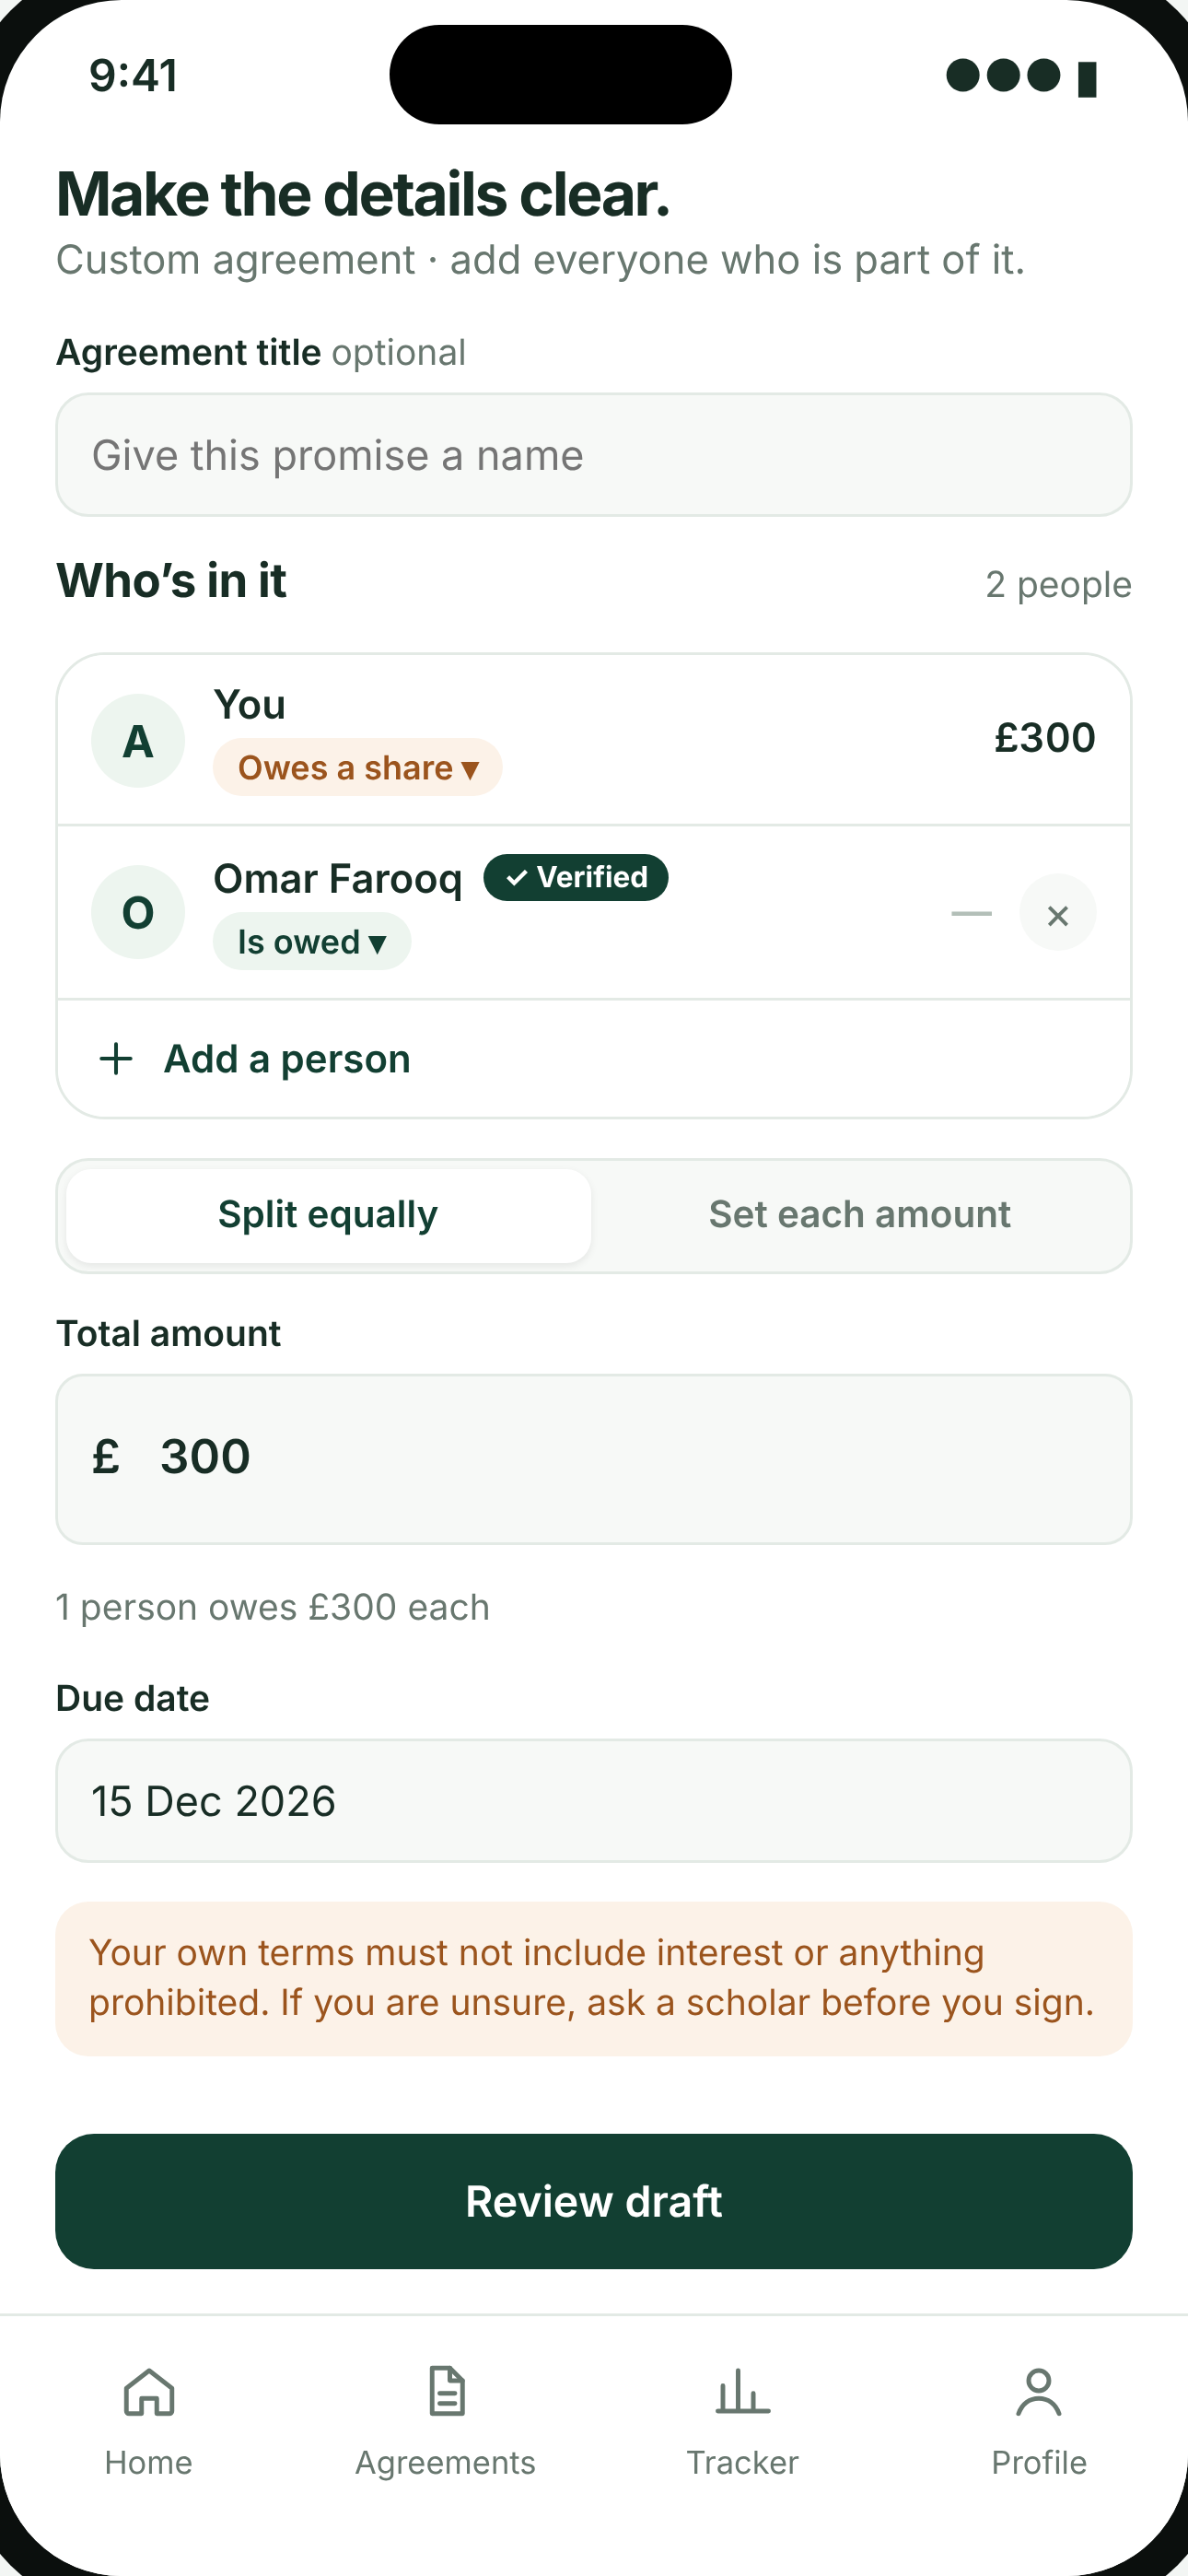 9:41
Make the details clear.
Custom agreement · add everyone who is part of it.
Agreement title optional
Give this promise a name
Who’s in it
2 people
A
You
Owes a share ▾
£300
O
Omar Farooq
✓ Verified
Is owed ▾
—
×
+ Add a person
Split equally
Set each amount
Total amount
£ 300
1 person owes £300 each
Due date
15 Dec 2026
Your own terms must not include interest or anything
prohibited. If you are unsure, ask a scholar before you sign.
Review draft
Home
Agreements
Tracker
Profile